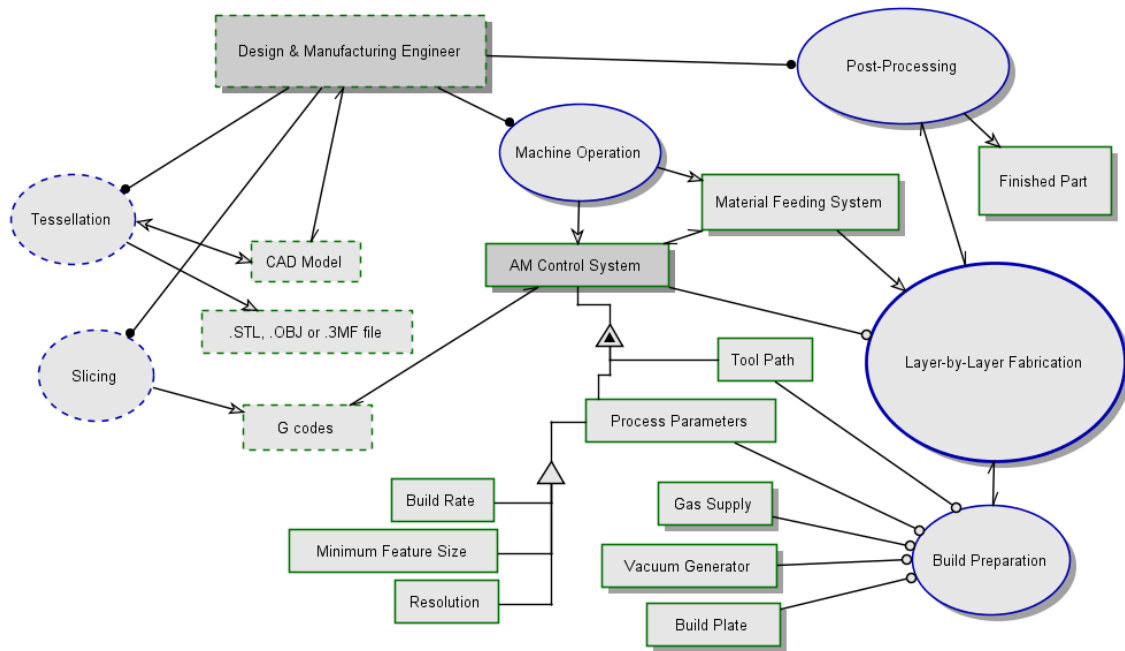 Design & Manufacturing Engineer
Post-Processing
Machine Operation
Finished Part
Material Feeding System
Tessellation
CAD Model
AM Control System
.STL, .OBJ or .3MF file
Tool Path
Layer-by-Layer Fabrication
Slicing
G codes
Process Parameters
Build Rate
Gas Supply
Minimum Feature Size
Vacuum Generator
Build Preparation
Resolution
Build Plate